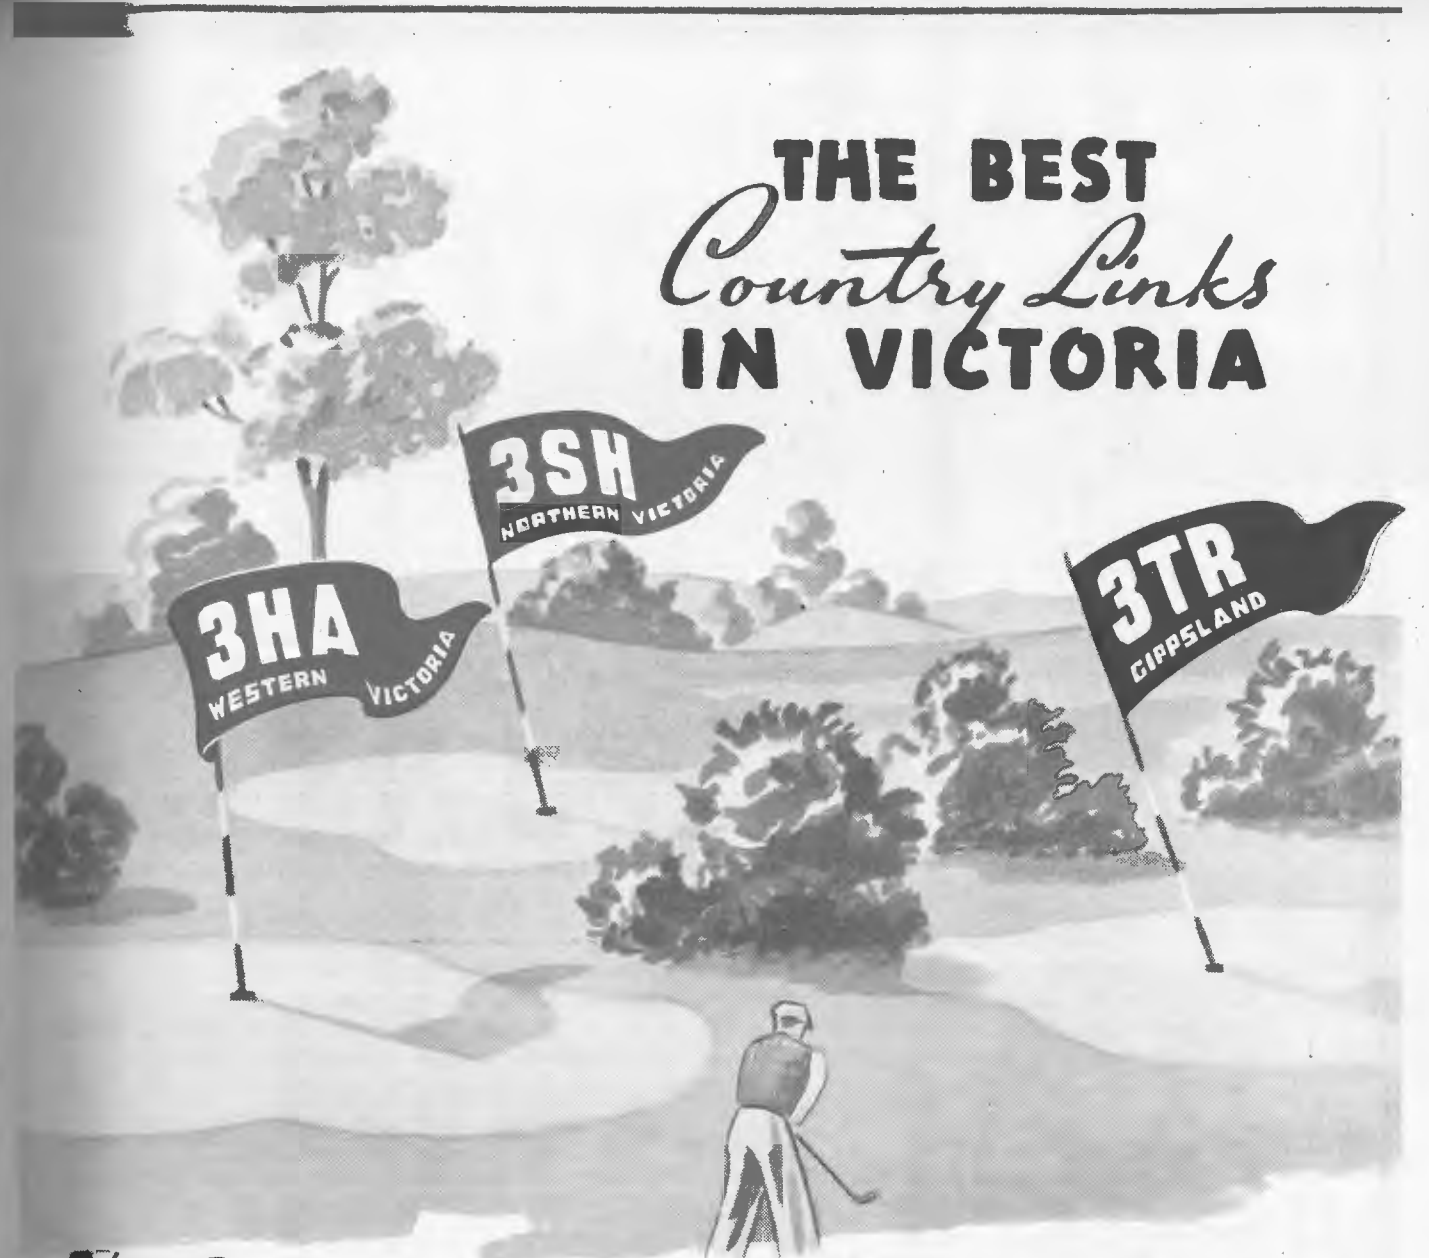 THE BEST
Country Links
IN VICTORIA
3SH
NORTHERN VICTORIA
3TR
GIPPSLAND
3HA
WESTERN VICTORIA